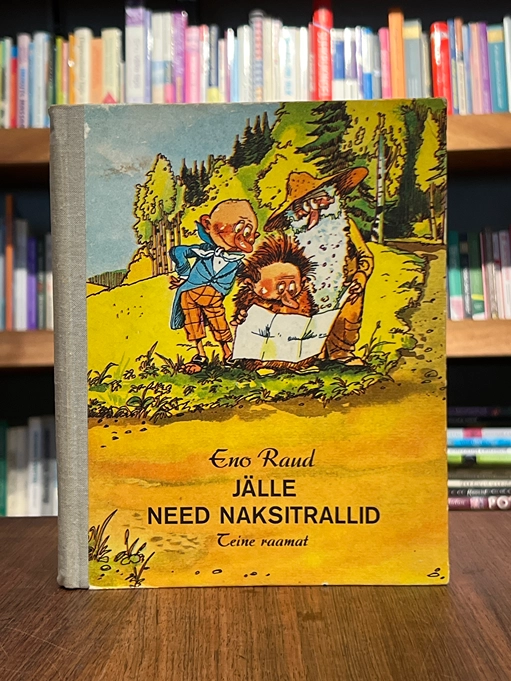 Eno Raud
JÄLLE
NEED NAKSITRALLID
Teine raamat